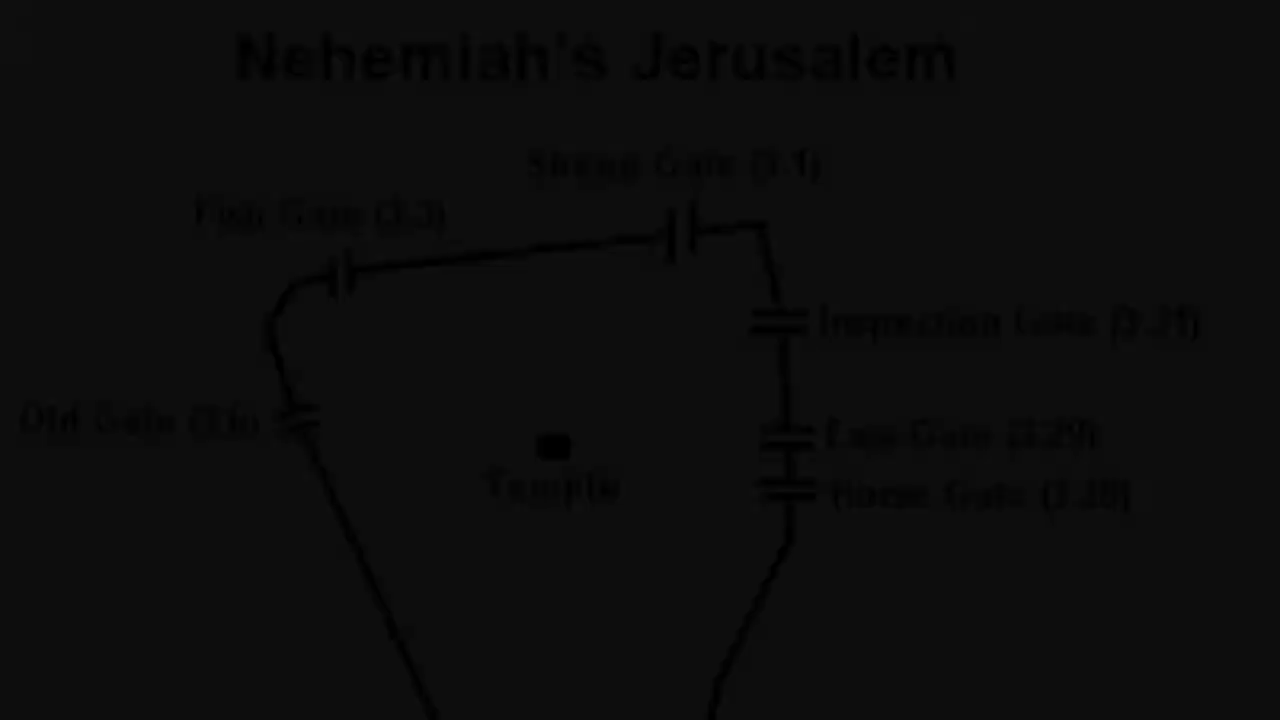 Nehemiah's Jerusalem
Sheep Gate (3.1)
Fish Gate (3.3)
Inspection Gate (3.31)
Old Gate (3.6)
East Gate (3.29)
Temple
Horse Gate (3.28)